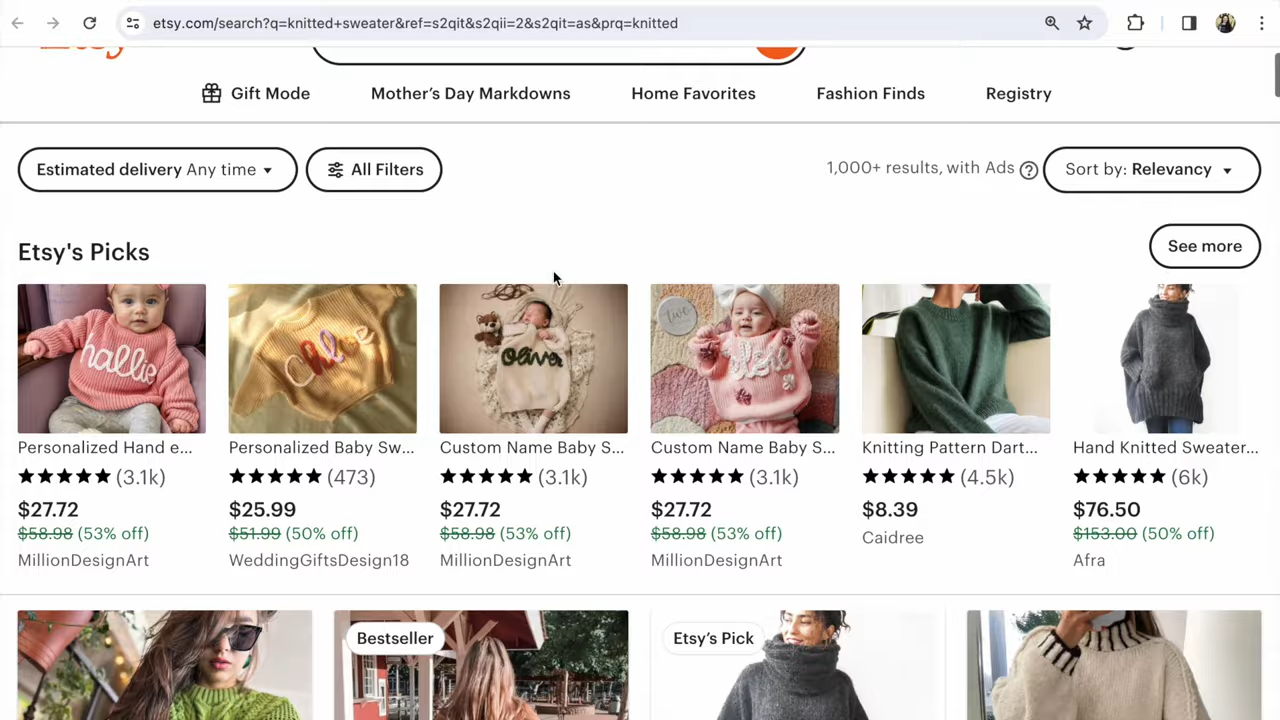 etsy.com/search?q=knitted+sweater&ref=s2qit&s2qii=2&s2qit=as&prq=knitted
Etsy
Gift Mode
Mother's Day Markdowns
Home Favorites
Fashion Finds
Registry
Estimated delivery Any time
All Filters
1,000+ results, with Ads ?
Sort by: Relevancy
Etsy's Picks
See more
hallie
Chloe
Oliver
two
Personalized Hand e...
Personalized Baby Sw...
Custom Name Baby S...
Custom Name Baby S...
Knitting Pattern Dart...
Hand Knitted Sweater...
★★★★★ (3.1k)
★★★★★ (473)
★★★★★ (3.1k)
★★★★★ (3.1k)
★★★★★ (4.5k)
★★★★★ (6k)
$27.72
$25.99
$27.72
$27.72
$8.39
$76.50
$58.98 (53% off)
$51.99 (50% off)
$58.98 (53% off)
$58.98 (53% off)
$153.00 (50% off)
MillionDesignArt
WeddingGiftsDesign18
MillionDesignArt
MillionDesignArt
Caidree
Afra
Bestseller
Etsy's Pick